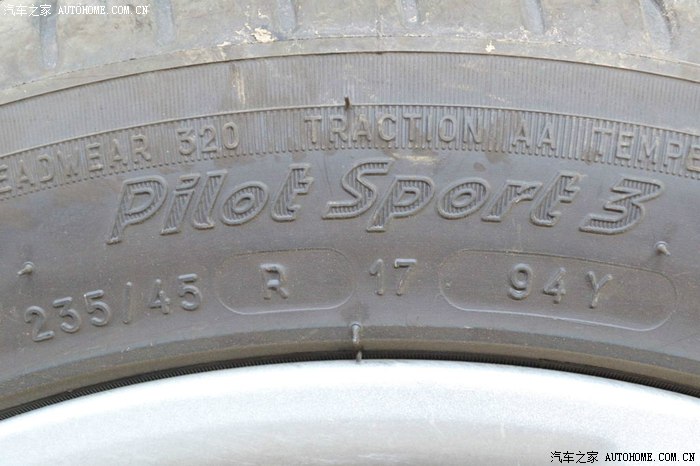 汽车之家 AUTOHOME.COM.CN
EADWEAR 320 TRACTION AA TEMPE
Pilot Sport 3
235/45 R 17 94Y
汽车之家 AUTOHOME.COM.CN